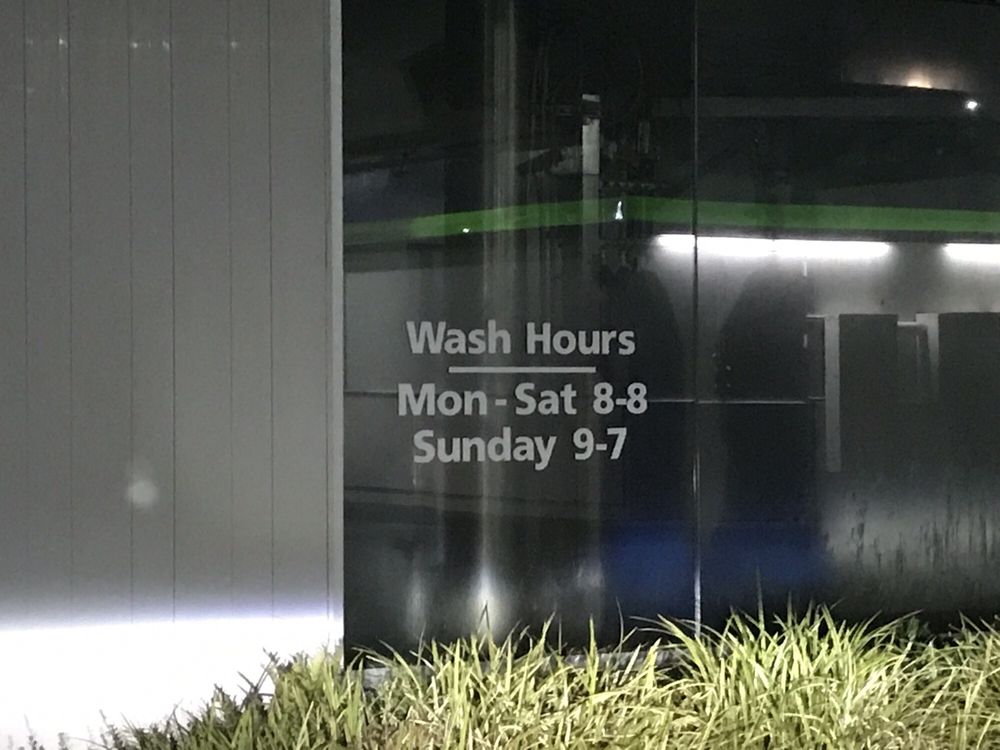 Wash Hours
Mon - Sat 8-8
Sunday 9-7